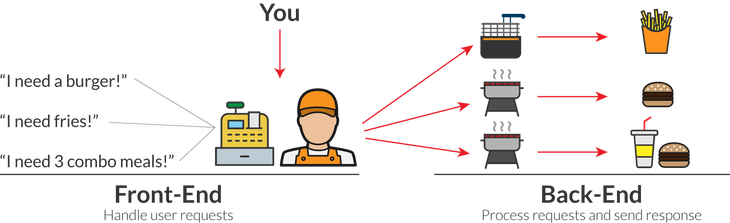 You
“I need a burger!”
“I need fries!”
“I need 3 combo meals!”
Front-End
Handle user requests
Back-End
Process requests and send response